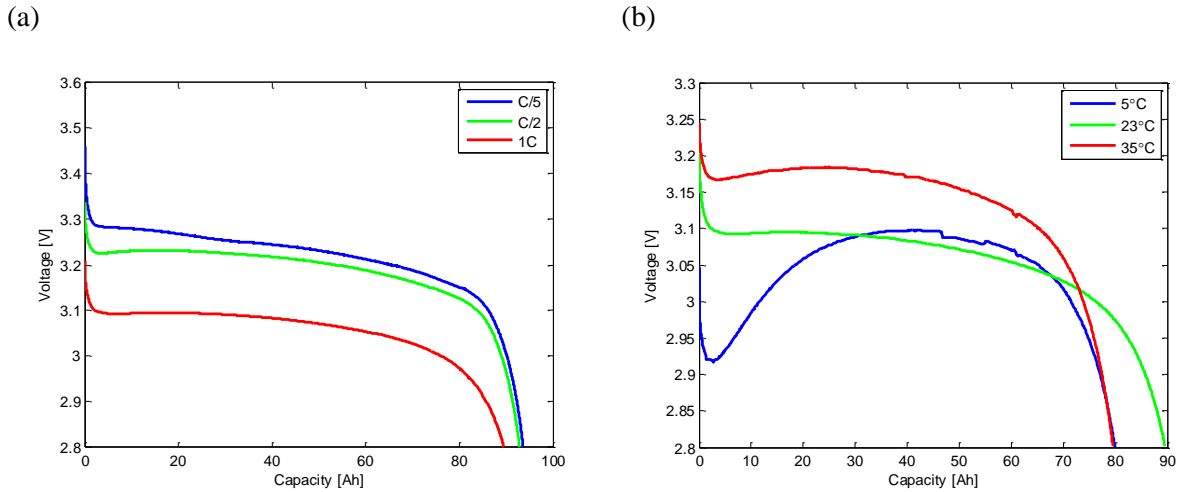 (a)
(b)
3.6
3.5
3.4
3.3
3.2
3.1
3
2.9
2.8
Voltage [V]
C/5
C/2
1C
0 20 40 60 80 100
Capacity [Ah]
3.3
3.25
3.2
3.15
3.1
3.05
3
2.95
2.9
2.85
2.8
Voltage [V]
5°C
23°C
35°C
0 10 20 30 40 50 60 70 80 90
Capacity [Ah]